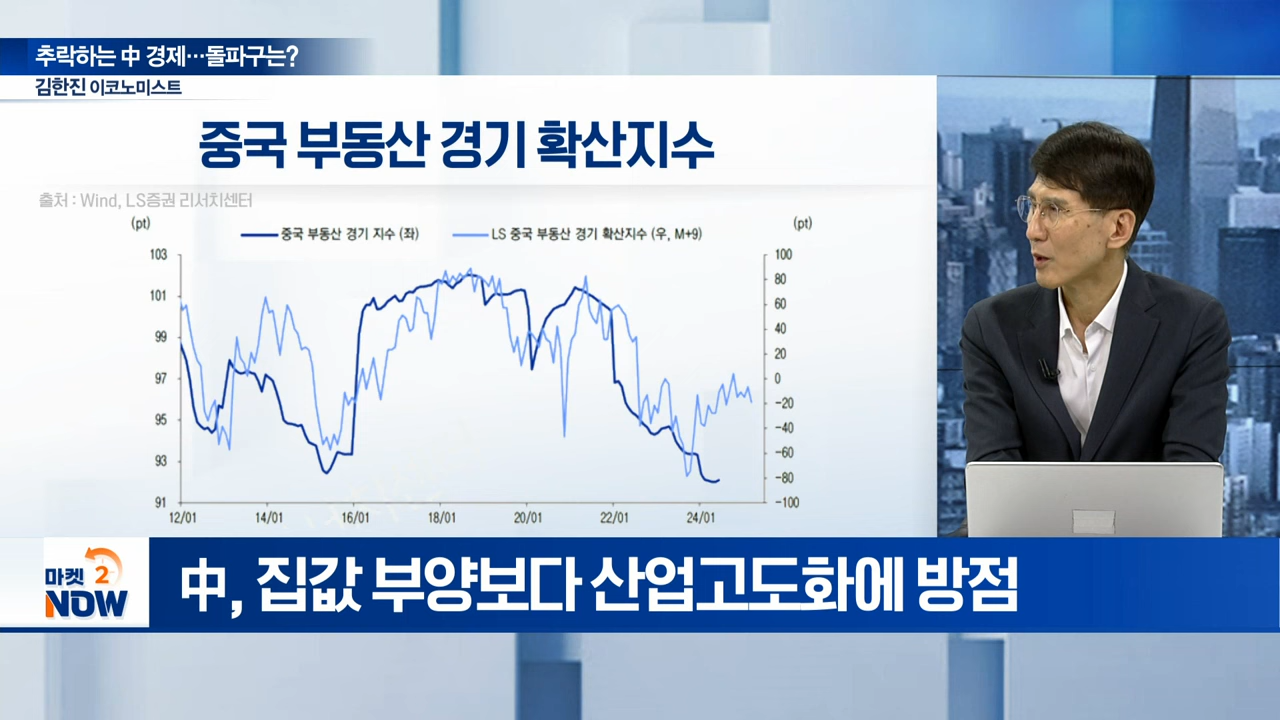 추락하는 中 경제…돌파구는?
김한진 이코노미스트
중국 부동산 경기 확산지수
출처 : Wind, LS증권 리서치센터
(pt)
(pt)
중국 부동산 경기 지수 (좌)
LS 중국 부동산 경기 확산지수 (우, M+9)
103
101
99
97
95
93
91
100
80
60
40
20
0
-20
-40
-60
-80
-100
12/01
14/01
16/01
18/01
20/01
22/01
24/01
마켓 2
NOW
中, 집값 부양보다 산업고도화에 방점